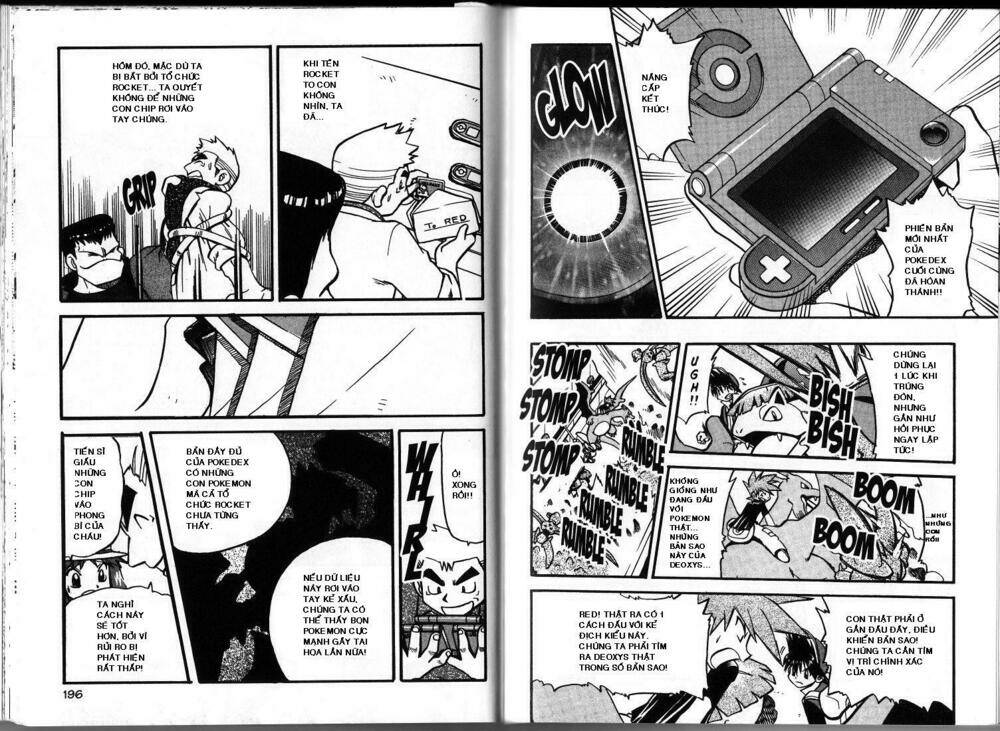 HÔM ĐÓ, MẶC DÙ TA
BỊ BẮT BỞI TỔ CHỨC
ROCKET... TA QUYẾT
KHÔNG ĐỂ NHỮNG
CON CHIP RƠI VÀO
TAY CHÚNG.
GRIP
KHI TÊN
ROCKET
TO CON
KHÔNG
NHÌN, TA
ĐÃ...
TO RED
TIẾN SĨ
GIẤU
NHỮNG
CON
CHIP
VÀO
PHONG
BÌ CỦA
CHÁU!
TA NGHĨ
CÁCH NÀY
SẼ TỐT
HƠN, BỞI VÌ
RỦI RO BỊ
PHÁT HIỆN
RẤT THẤP!
BẢN ĐẦY ĐỦ
CỦA POKEDEX
CÓ NHỮNG
CON POKEMON
MÀ CẢ TỔ
CHỨC ROCKET
CHƯA TỪNG
THẤY.
NẾU DỮ LIỆU
NÀY RƠI VÀO
TAY KẺ XẤU,
CHÚNG TA CÓ
THỂ THẤY BỌN
POKEMON CỰC
MẠNH GÂY TAI
HỌA LẦN NỮA!
WHIRL
Ồ!
XONG
RỒI!!
196
GLOW
NÂNG
CẤP
KẾT
THÚC!
PHIÊN BẢN
MỚI NHẤT
CỦA
POKEDEX
CUỐI CÙNG
ĐÃ HOÀN
THÀNH!!
STOMP
STOMP
STOMP
RUMBLE
RUMBLE
RUMBLE
RUMBLE
UGH!!
BISH
BISH
CHÚNG
DỪNG LẠI
1 LÚC KHI
TRÚNG
ĐÒN,
NHƯNG
GẦN NHƯ
HỒI PHỤC
NGAY LẬP
TỨC!
KHÔNG
GIỐNG NHƯ
ĐANG ĐẤU
VỚI
POKEMON
THẬT...
NHỮNG
BẢN SAO
NÀY CỦA
DEOXYS...
BOOM
BOOM
...NHƯ
NHỮNG
CON
RỐI!
RED! THẬT RA CÓ 1
CÁCH ĐẤU VỚI KẺ
ĐỊCH KIỂU NÀY.
CHÚNG TA PHẢI TÌM
RA DEOXYS THẬT
TRONG SỐ BẢN SAO!
CON THẬT PHẢI Ở
GẦN ĐÂU ĐÂY, ĐIỀU
KHIỂN BẢN SAO!
CHÚNG TA CẦN TÌM
VỊ TRÍ CHÍNH XÁC
CỦA NÓ!